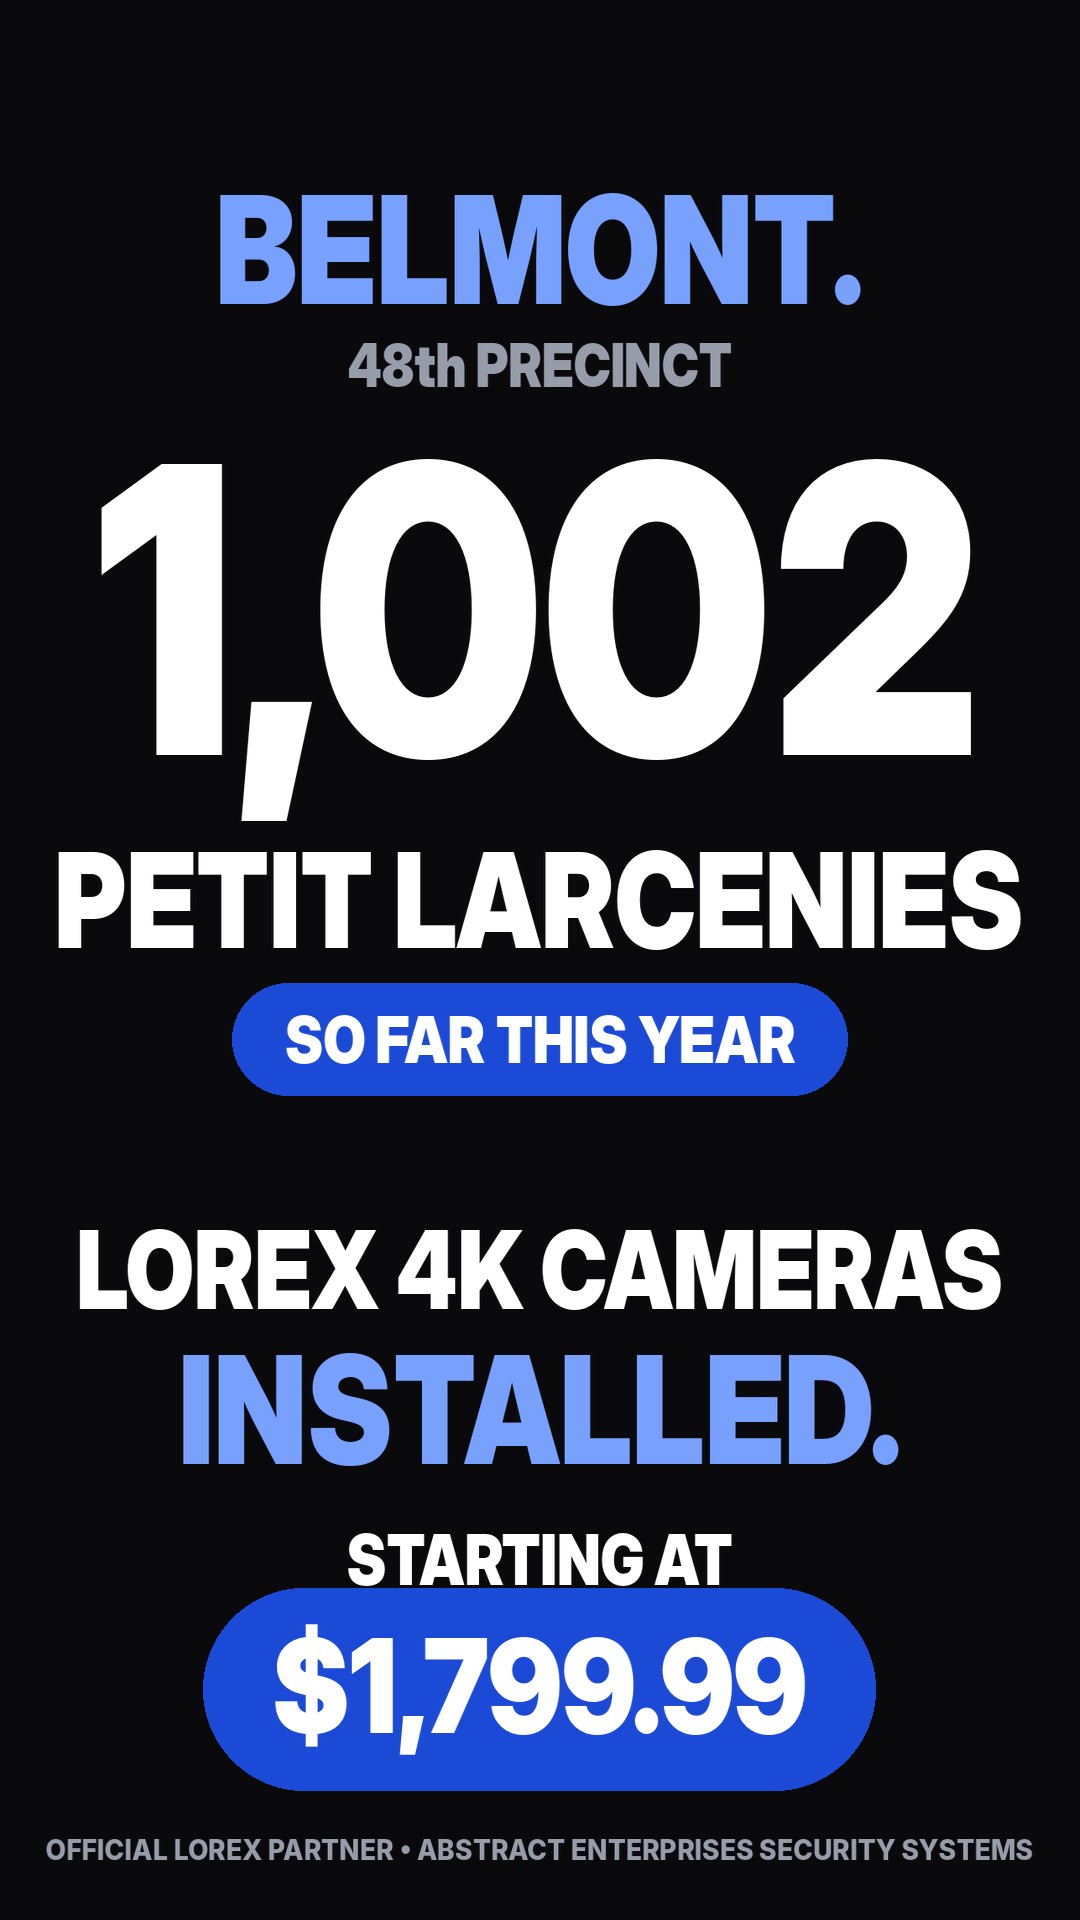 BELMONT.
48th PRECINCT
1,002
PETIT LARCENIES
SO FAR THIS YEAR
LOREX 4K CAMERAS
INSTALLED.
STARTING AT
$1,799.99
OFFICIAL LOREX PARTNER • ABSTRACT ENTERPRISES SECURITY SYSTEMS